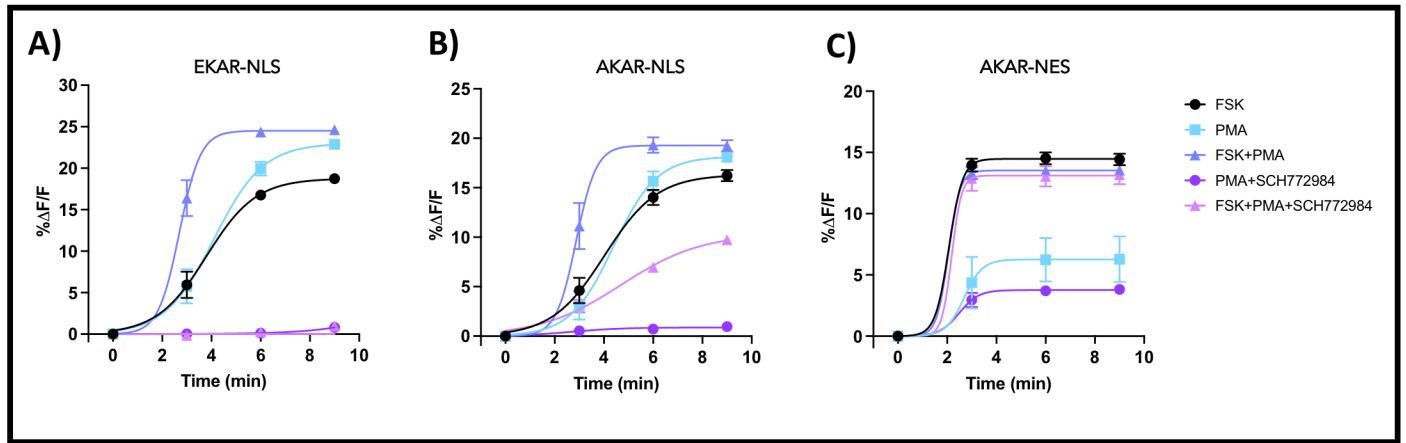 A)
EKAR-NLS
%ΔF/F
30
25
20
15
10
5
0
0 2 4 6 8 10
Time (min)
B)
AKAR-NLS
%ΔF/F
25
20
15
10
5
0
0 2 4 6 8 10
Time (min)
C)
AKAR-NES
%ΔF/F
20
15
10
5
0
0 2 4 6 8 10
Time (min)
FSK
PMA
FSK+PMA
PMA+SCH772984
FSK+PMA+SCH772984